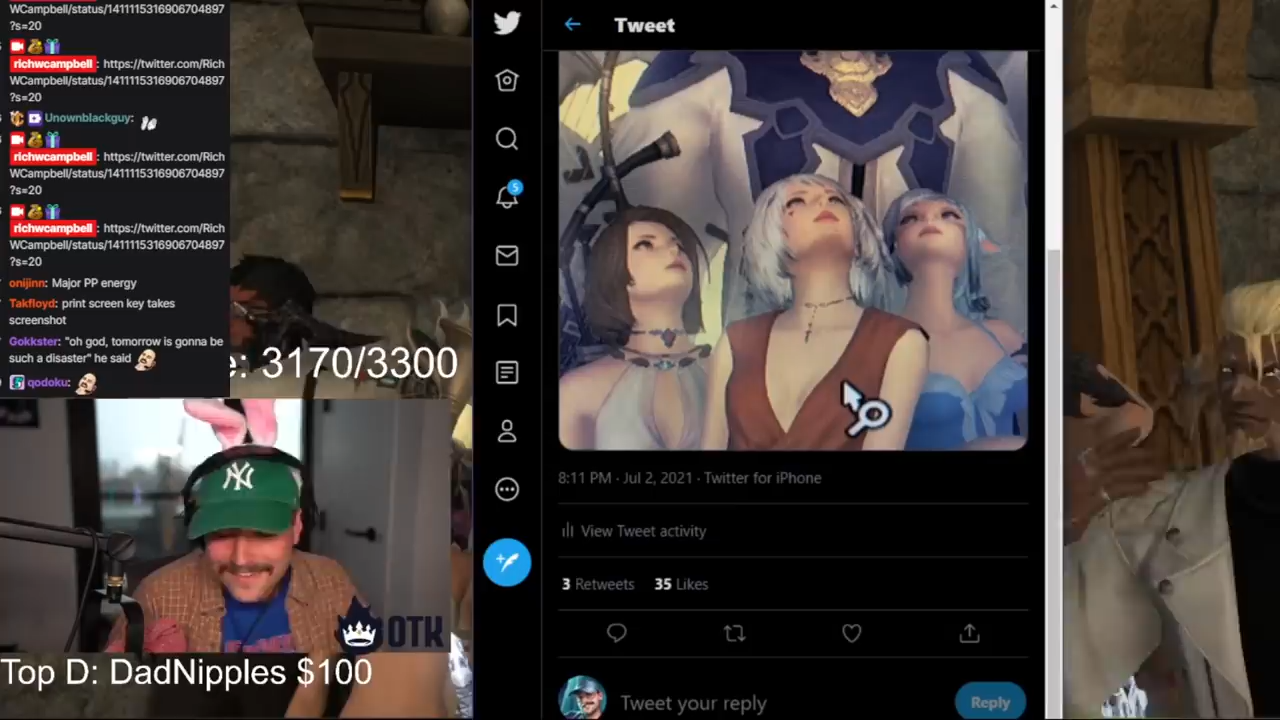 WCampbell/status/1411115316906704897
?s=20
richwcampbell : https://twitter.com/Rich
WCampbell/status/1411115316906704897
?s=20
Unownblackguy:
richwcampbell : https://twitter.com/Rich
WCampbell/status/1411115316906704897
?s=20
richwcampbell : https://twitter.com/Rich
WCampbell/status/1411115316906704897
?s=20
onijinn: Major PP energy
Takfloyd: print screen key takes
screenshot
Gokkster: "oh god, tomorrow is gonna be
such a disaster" he said
qodoku:
e: 3170/3300
NY
OTK
Top D: DadNipples $100
5
Tweet
8:11 PM · Jul 2, 2021 · Twitter for iPhone
View Tweet activity
3 Retweets 35 Likes
Tweet your reply
Reply